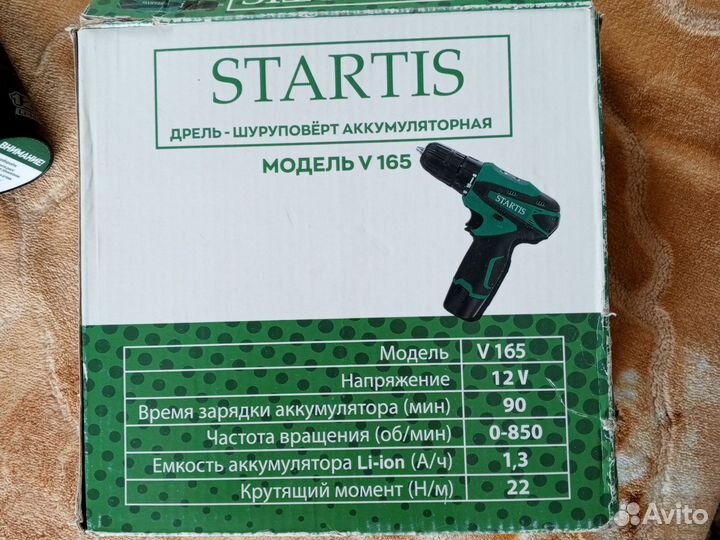 STARTIS
ДРЕЛЬ - ШУРУПОВЁРТ АККУМУЛЯТОРНАЯ
МОДЕЛЬ V 165
STARTIS
ВНИМАНИЕ!
Модель V 165
Напряжение 12 V
Время зарядки аккумулятора (мин) 90
Частота вращения (об/мин) 0-850
Емкость аккумулятора Li-ion (А/ч) 1,3
Крутящий момент (Н/м) 22
Avito